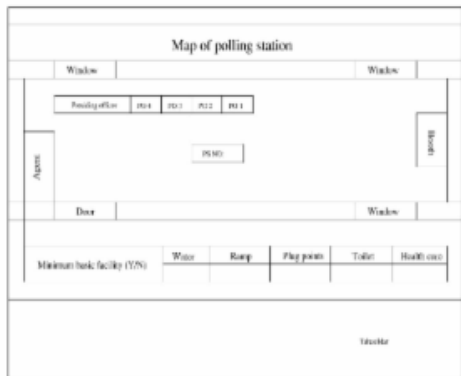 Map of polling station
Window Window
Presiding officer PO 4 PO 3 PO 2 PO 1
Agent
Booth
PS NO:
Door Window
Minimum basic facility (Y/N) Water Ramp Plug points Toilet Health care